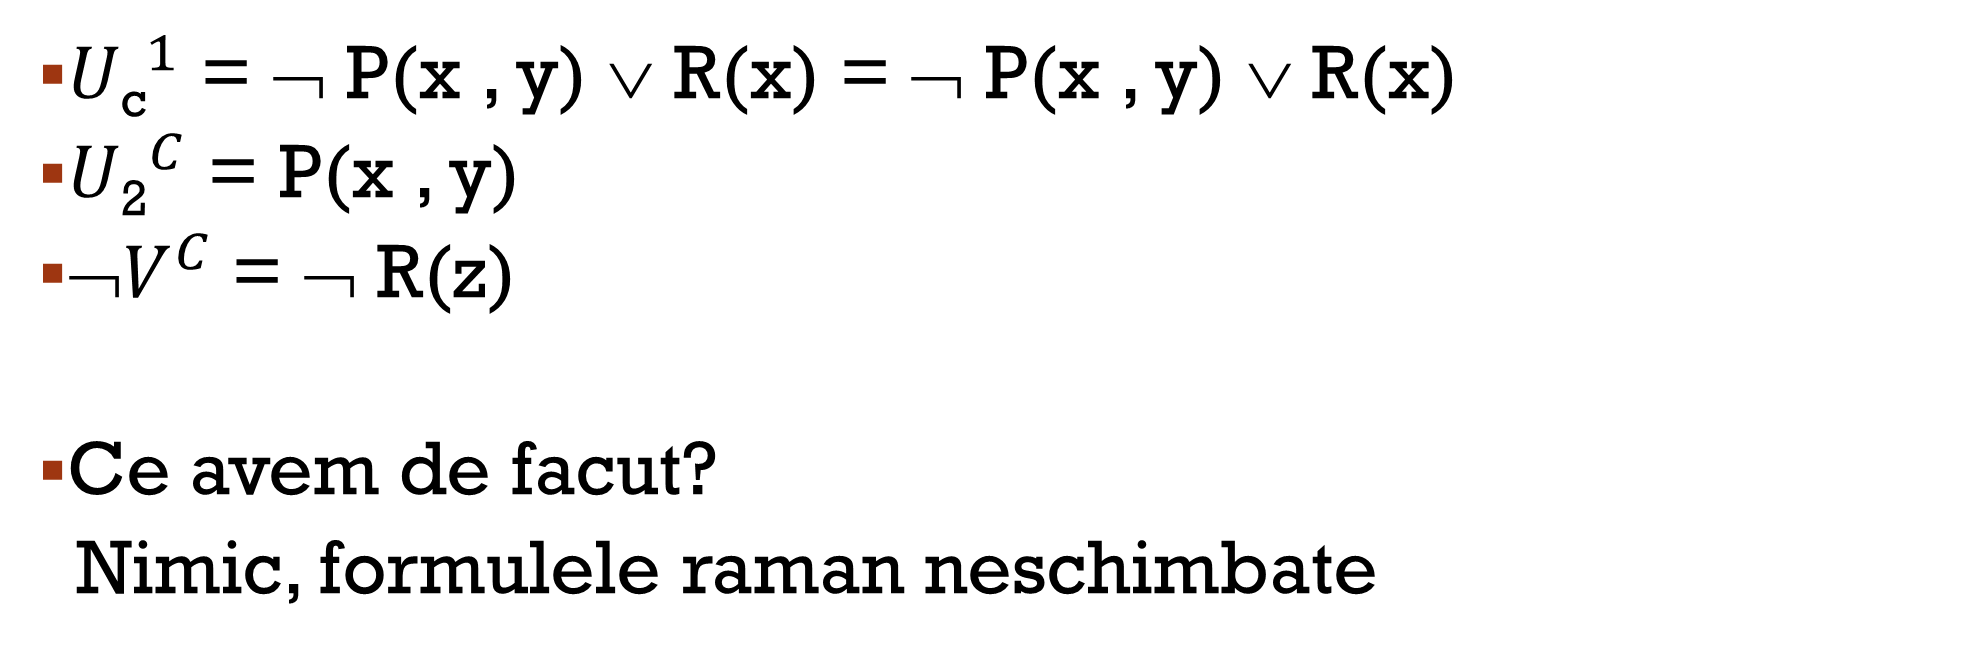 ▪U_c^1 = ¬ P(x , y) ∨ R(x) = ¬ P(x , y) ∨ R(x)
▪U_2^C = P(x , y)
▪¬V^C = ¬ R(z)
▪Ce avem de facut?
Nimic, formulele raman neschimbate